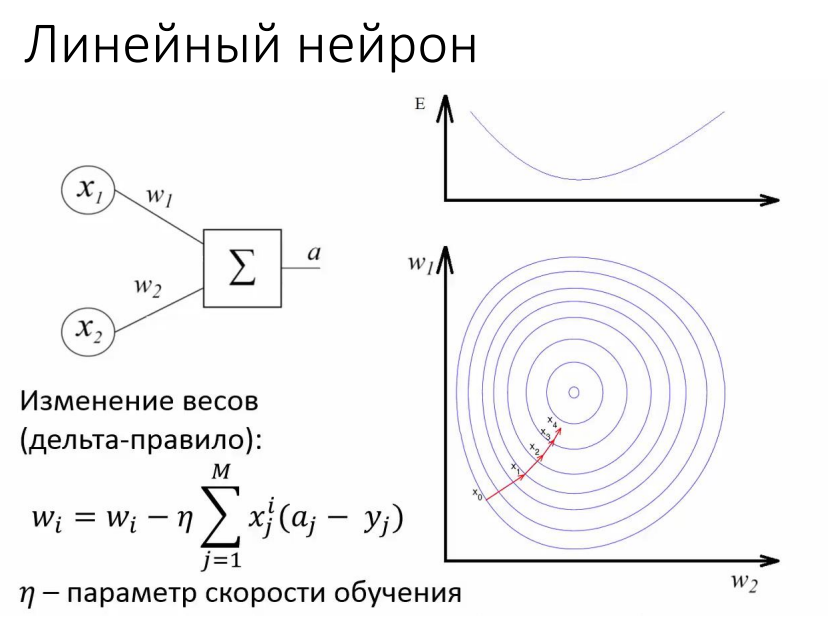 Линейный нейрон
E
x₁
w₁
Σ
a
w₂
x₂
w₁
x₄
x₃
x₂
x₁
x₀
w₂
Изменение весов
(дельта-правило):
wᵢ = wᵢ − η ∑_{j=1}^{M} x_j^i (a_j − y_j)
η – параметр скорости обучения